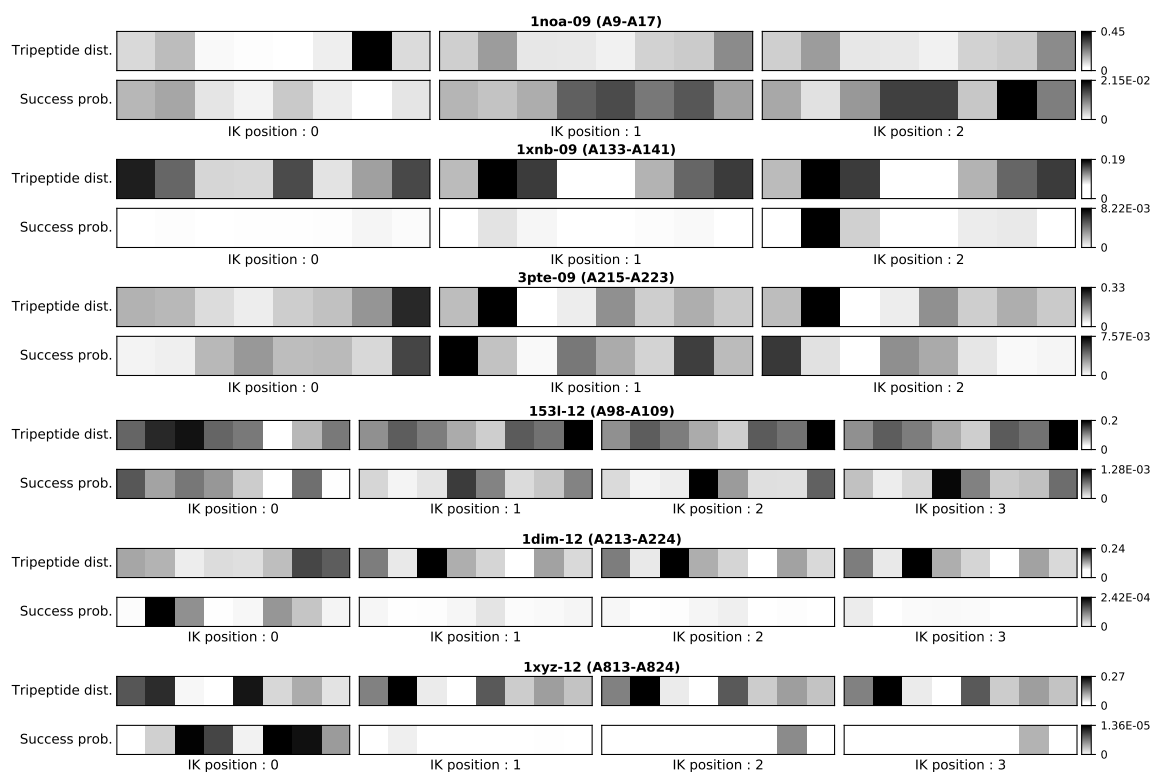 1noa-09 (A9-A17)
Tripeptide dist.
0.45
0
Success prob.
2.15E-02
0
IK position : 0
IK position : 1
IK position : 2
1xnb-09 (A133-A141)
Tripeptide dist.
0.19
0
Success prob.
8.22E-03
0
IK position : 0
IK position : 1
IK position : 2
3pte-09 (A215-A223)
Tripeptide dist.
0.33
0
Success prob.
7.57E-03
0
IK position : 0
IK position : 1
IK position : 2
153l-12 (A98-A109)
Tripeptide dist.
0.2
0
Success prob.
1.28E-03
0
IK position : 0
IK position : 1
IK position : 2
IK position : 3
1dim-12 (A213-A224)
Tripeptide dist.
0.24
0
Success prob.
2.42E-04
0
IK position : 0
IK position : 1
IK position : 2
IK position : 3
1xyz-12 (A813-A824)
Tripeptide dist.
0.27
0
Success prob.
1.36E-05
0
IK position : 0
IK position : 1
IK position : 2
IK position : 3